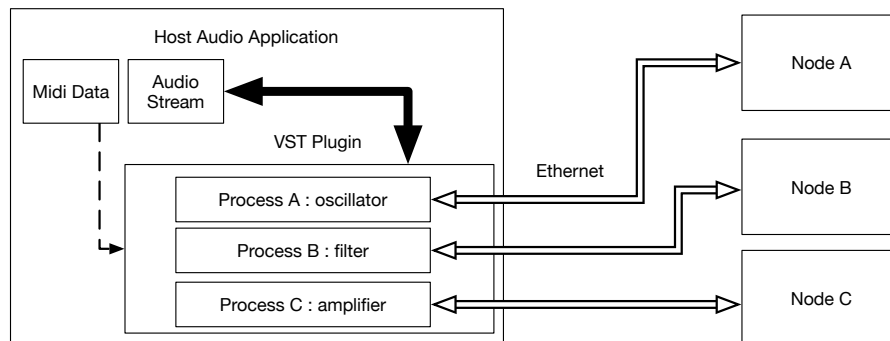 Host Audio Application
Midi Data
Audio
Stream
VST Plugin
Process A : oscillator
Process B : filter
Process C : amplifier
Ethernet
Node A
Node B
Node C